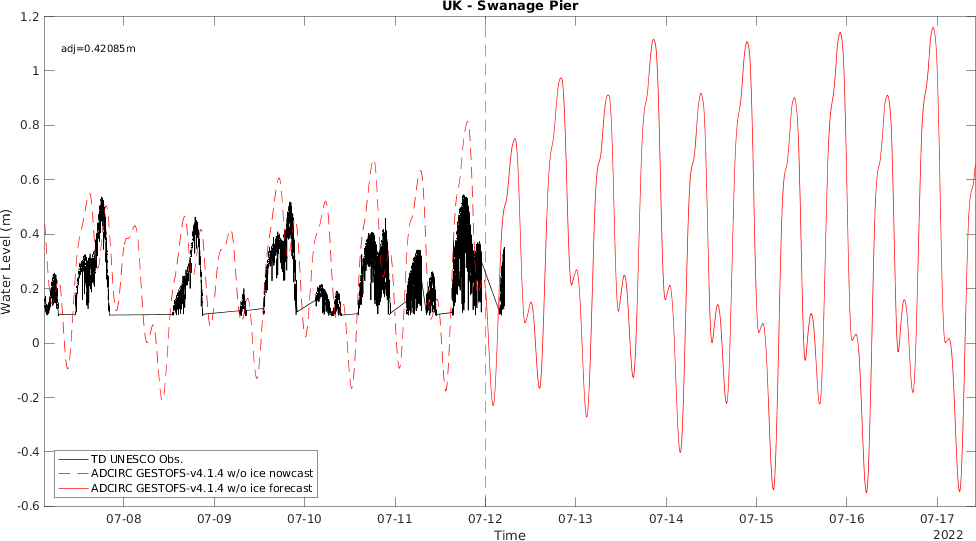 UK - Swanage Pier
adj=0.42085m
1.2
1
0.8
0.6
0.4
0.2
0
-0.2
-0.4
-0.6
Water Level (m)
TD UNESCO Obs.
ADCIRC GESTOFS-v4.1.4 w/o ice nowcast
ADCIRC GESTOFS-v4.1.4 w/o ice forecast
07-08 07-09 07-10 07-11 07-12 07-13 07-14 07-15 07-16 07-17
Time
2022